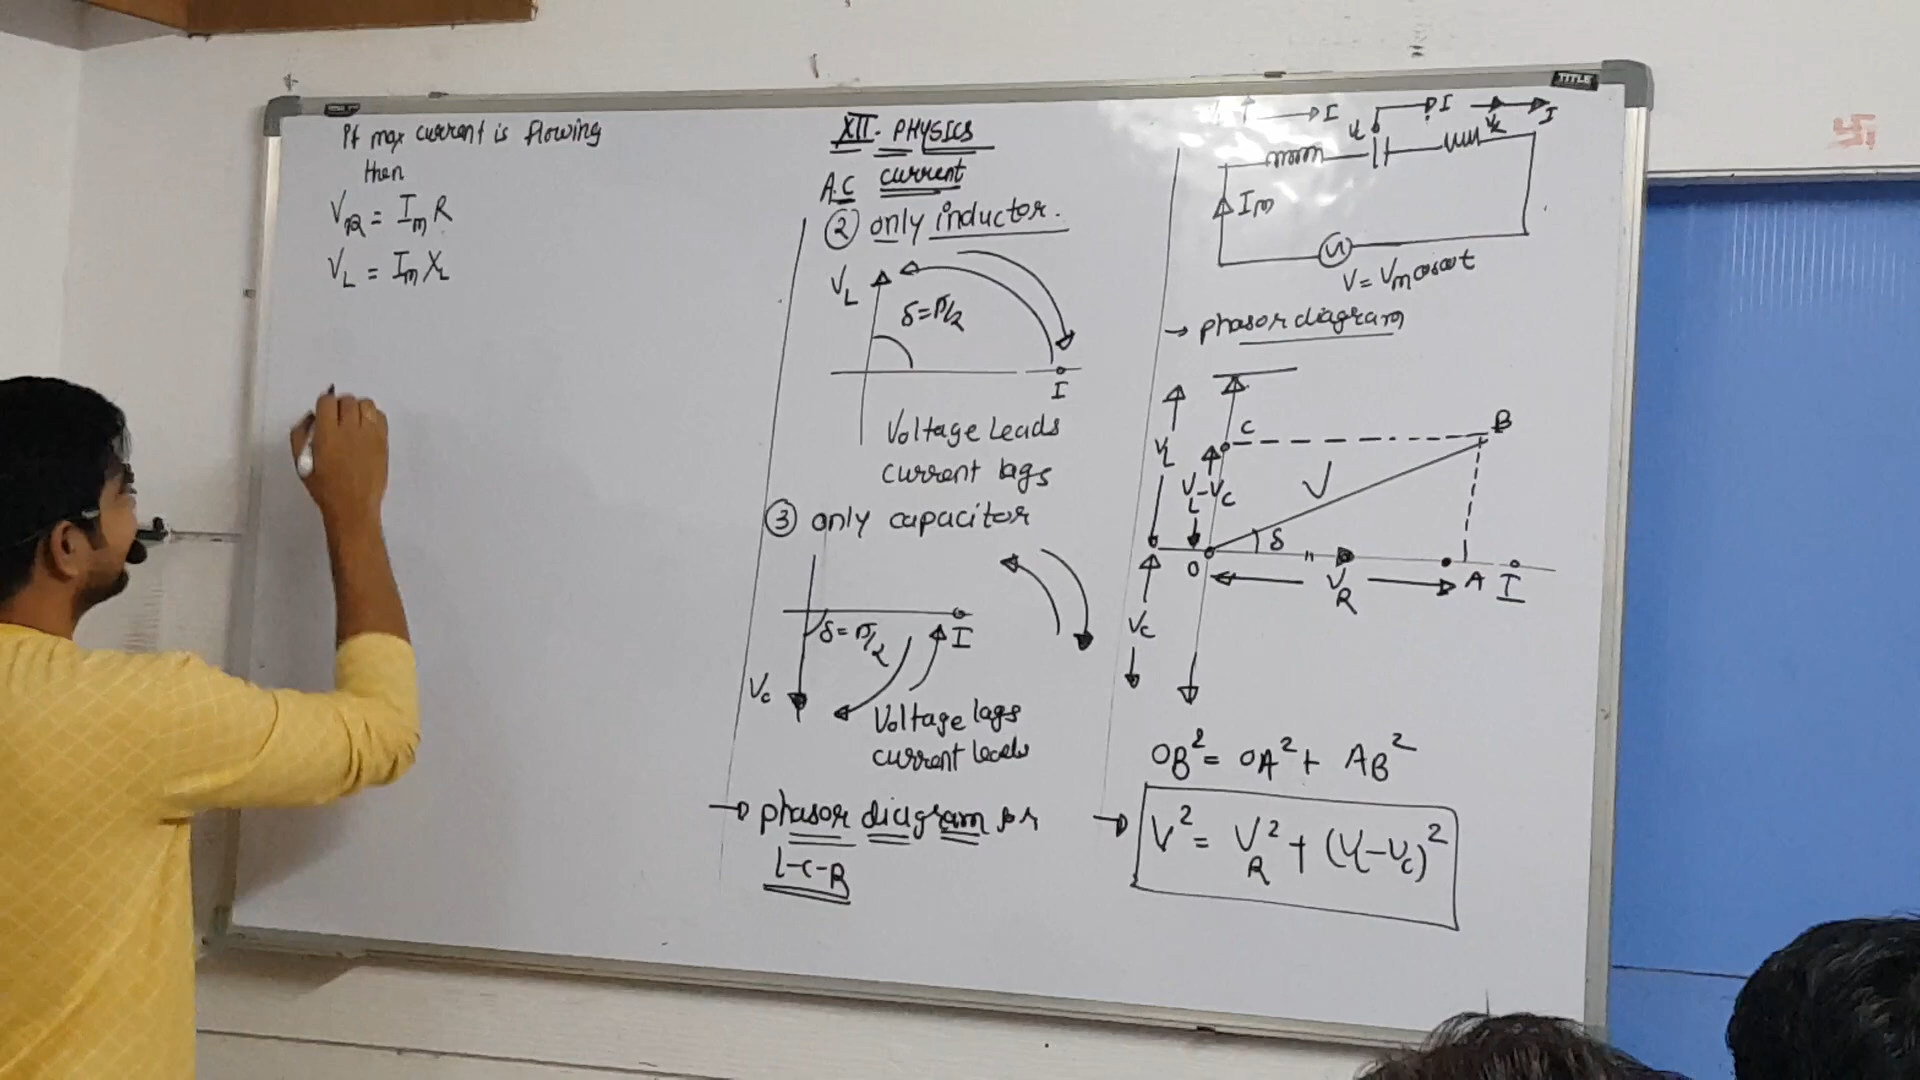 If max current is flowing
then
V_R = I_m R
V_L = I_m X_L
XII - PHYSICS
A.C current
② only inductor.
V_L
δ=π/2
I
Voltage Leads
current lags
③ only capacitor
δ=π/2
I
V_c
Voltage lags
current leads
→ phasor diagram for
L-C-R
I
I
I
I_m
V = V_m cosωt
→ phasor diagram
C
B
V_L
V_L-V_c
V
δ
O
V_R
A
I
V_c
OB² = OA² + AB²
→ V² = V_R² + (V_L-V_c)²
TITLE